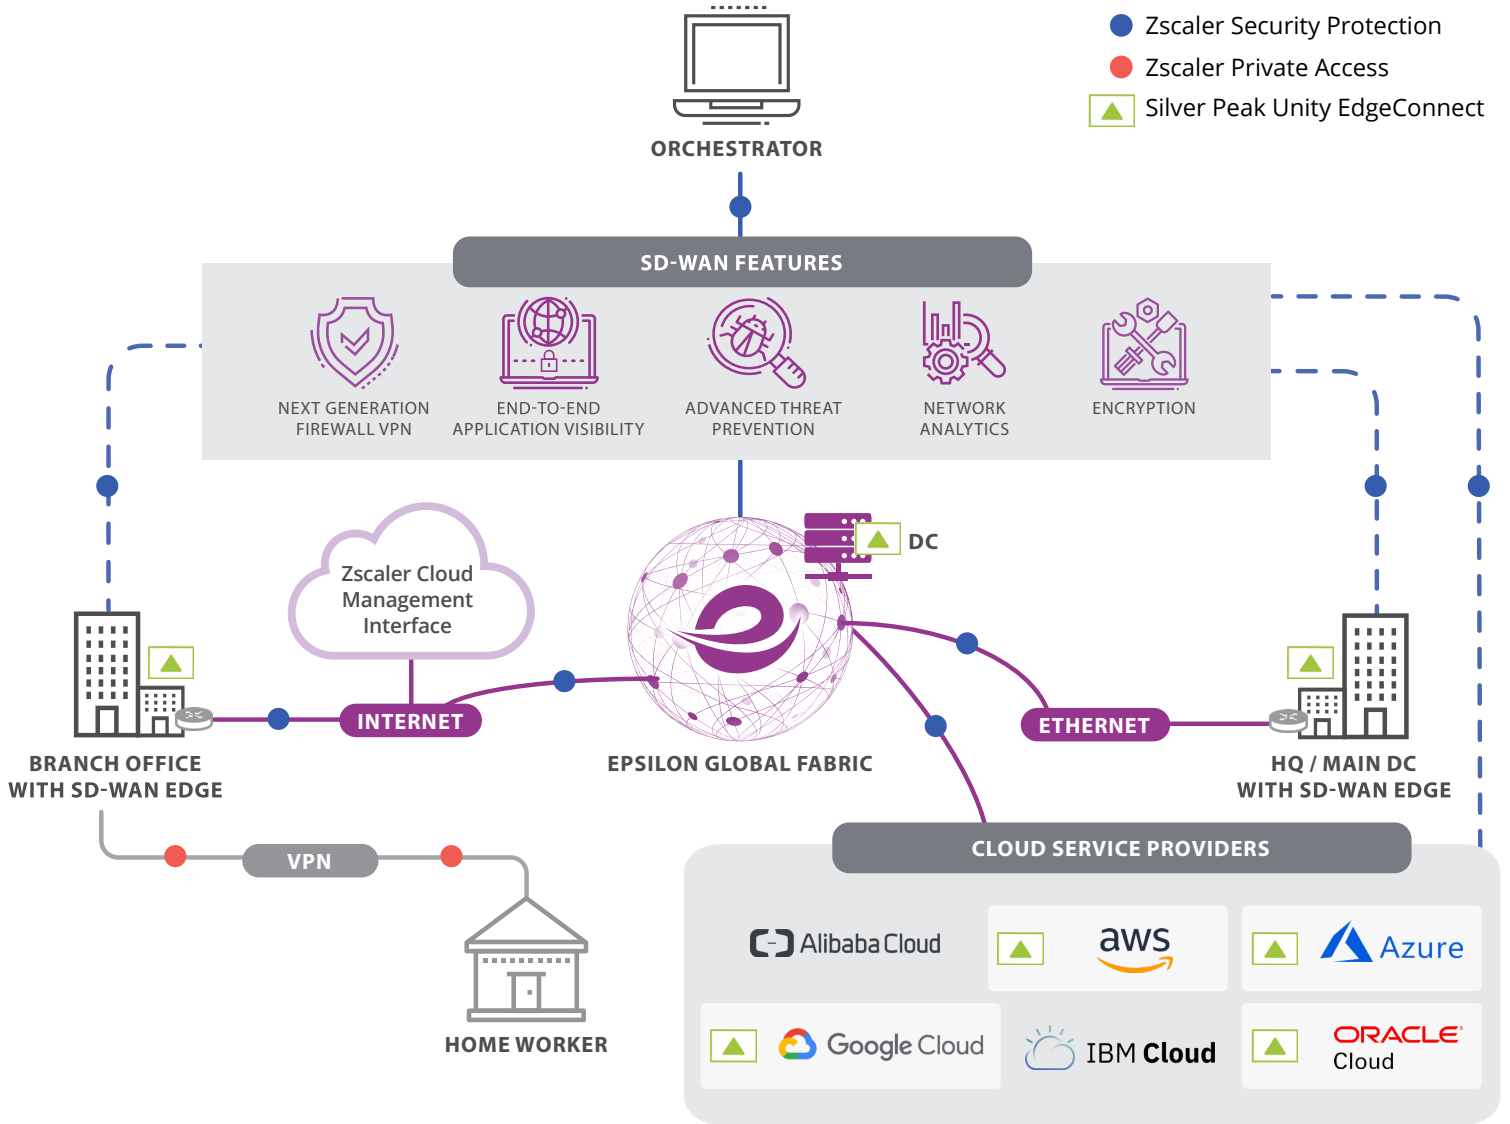 Zscaler Security Protection
Zscaler Private Access
Silver Peak Unity EdgeConnect
ORCHESTRATOR
SD-WAN FEATURES
NEXT GENERATION
FIREWALL VPN
END-TO-END
APPLICATION VISIBILITY
ADVANCED THREAT
PREVENTION
NETWORK
ANALYTICS
ENCRYPTION
Zscaler Cloud
Management
Interface
DC
INTERNET
ETHERNET
BRANCH OFFICE
WITH SD-WAN EDGE
EPSILON GLOBAL FABRIC
HQ / MAIN DC
WITH SD-WAN EDGE
VPN
HOME WORKER
CLOUD SERVICE PROVIDERS
Alibaba Cloud
aws
Azure
Google Cloud
IBM Cloud
ORACLE®
Cloud